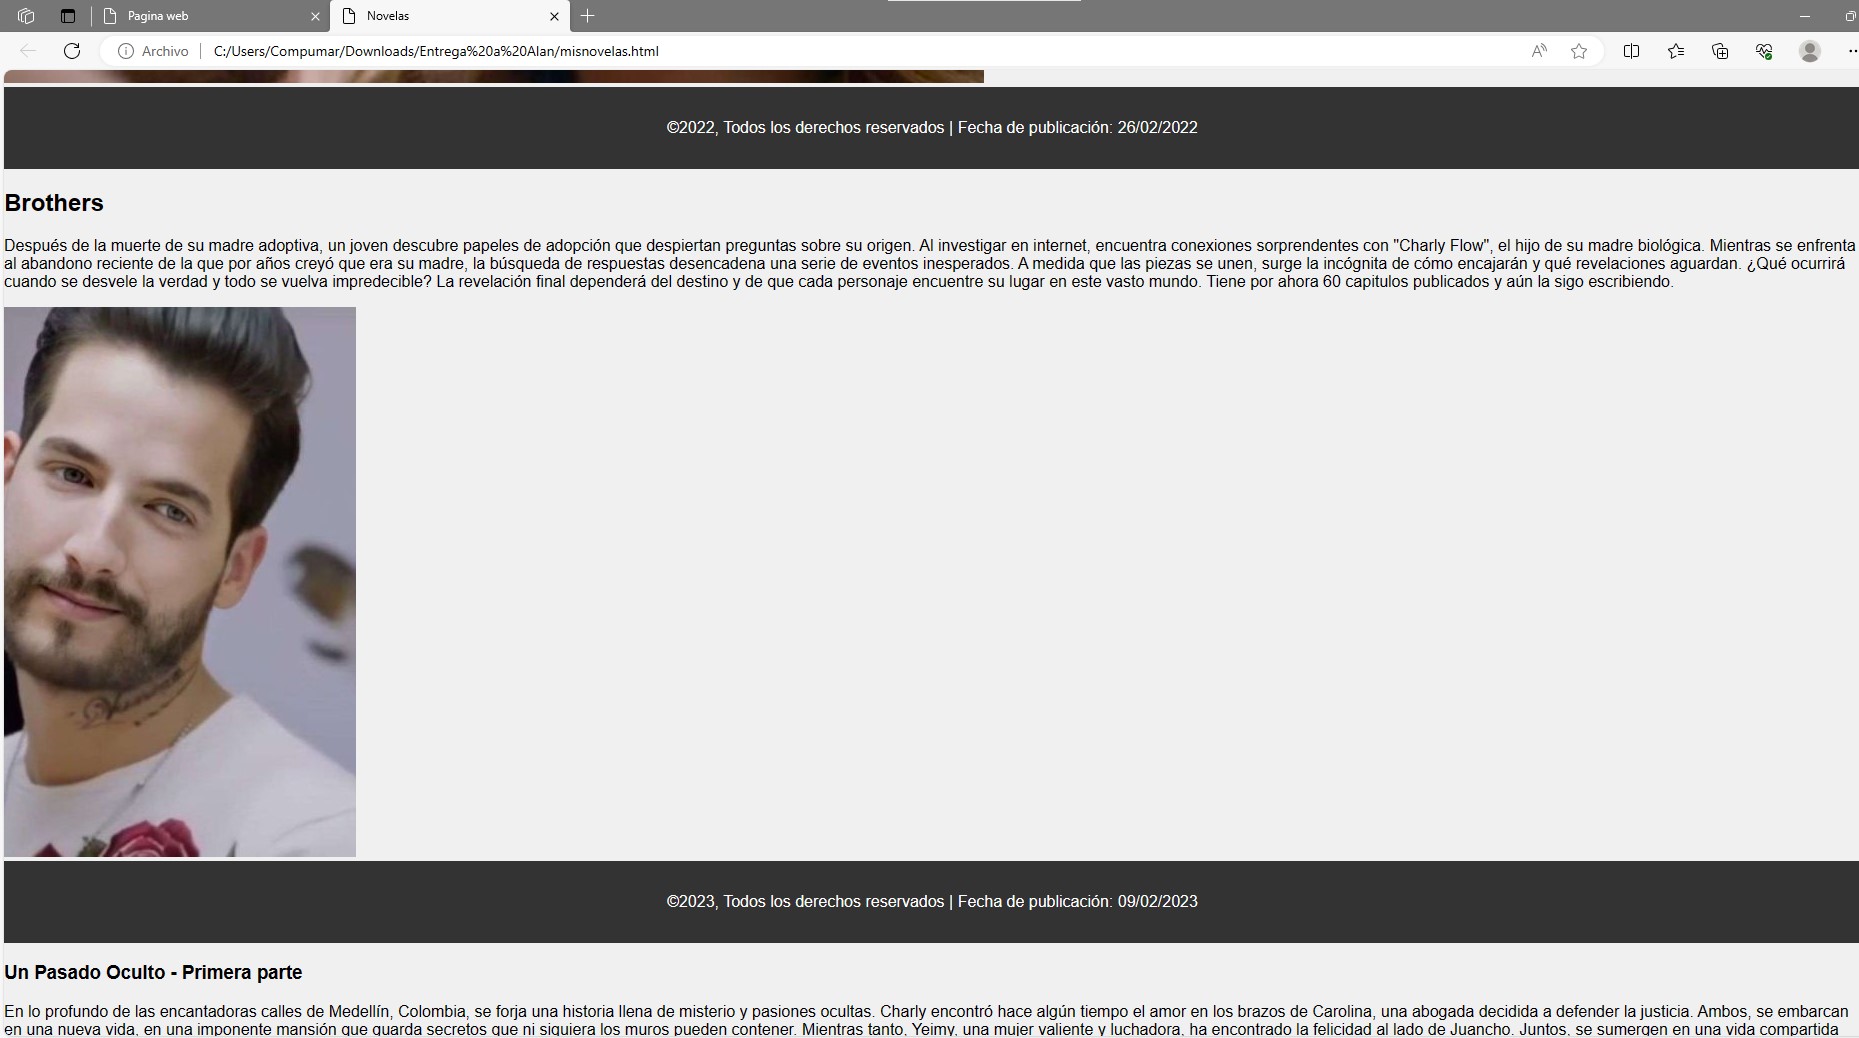 Pagina web
Novelas
Archivo
C:/Users/Compumar/Downloads/Entrega%20a%20Alan/misnovelas.html
©2022, Todos los derechos reservados | Fecha de publicación: 26/02/2022
Brothers
Después de la muerte de su madre adoptiva, un joven descubre papeles de adopción que despiertan preguntas sobre su origen. Al investigar en internet, encuentra conexiones sorprendentes con "Charly Flow", el hijo de su madre biológica. Mientras se enfrenta
al abandono reciente de la que por años creyó que era su madre, la búsqueda de respuestas desencadena una serie de eventos inesperados. A medida que las piezas se unen, surge la incógnita de cómo encajarán y qué revelaciones aguardan. ¿Qué ocurrirá
cuando se desvele la verdad y todo se vuelva impredecible? La revelación final dependerá del destino y de que cada personaje encuentre su lugar en este vasto mundo. Tiene por ahora 60 capitulos publicados y aún la sigo escribiendo.
©2023, Todos los derechos reservados | Fecha de publicación: 09/02/2023
Un Pasado Oculto - Primera parte
En lo profundo de las encantadoras calles de Medellín, Colombia, se forja una historia llena de misterio y pasiones ocultas. Charly encontró hace algún tiempo el amor en los brazos de Carolina, una abogada decidida a defender la justicia. Ambos, se embarcan
en una nueva vida, en una imponente mansión que guarda secretos que ni siquiera los muros pueden contener. Mientras tanto, Yeimy, una mujer valiente y luchadora, ha encontrado la felicidad al lado de Juancho. Juntos, se sumergen en una vida compartida